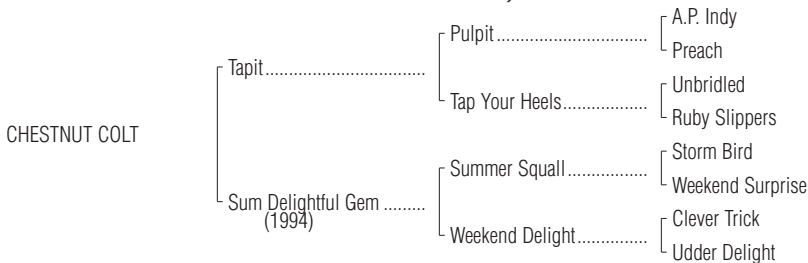 A.P. Indy
Pulpit
Preach
Tapit
Unbridled
Tap Your Heels
Ruby Slippers
CHESTNUT COLT
Storm Bird
Summer Squall
Weekend Surprise
Sum Delightful Gem
(1994)
Clever Trick
Weekend Delight
Udder Delight